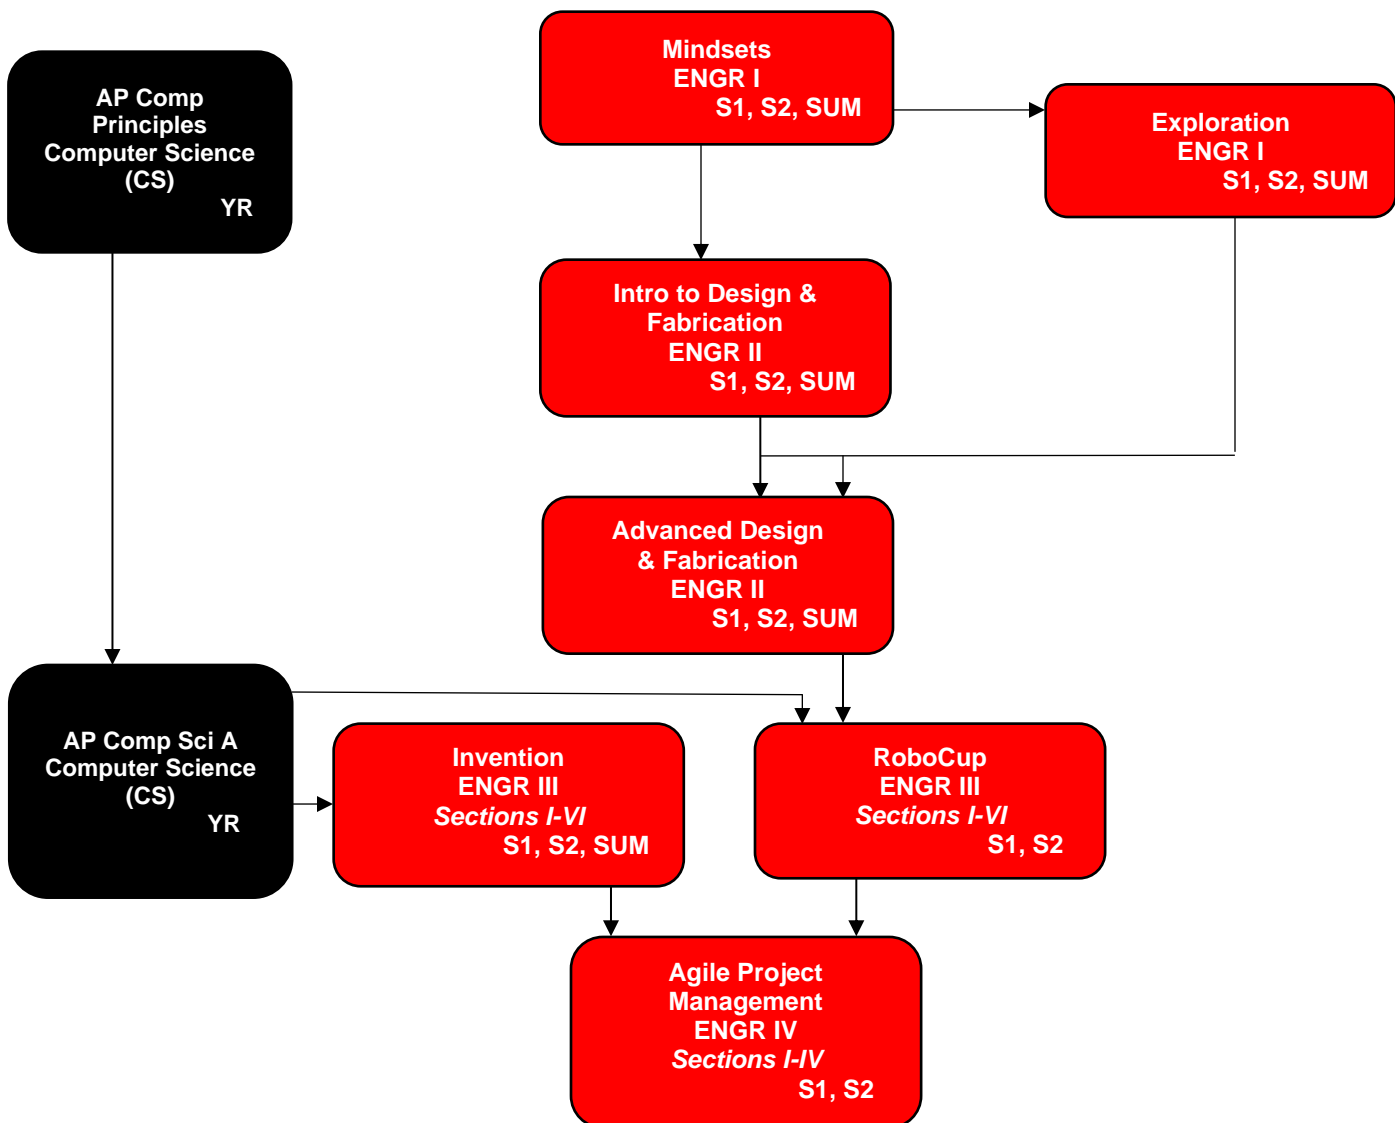 Mindsets
ENGR I
S1, S2, SUM
AP Comp
Principles
Computer Science
(CS)
YR
Exploration
ENGR I
S1, S2, SUM
Intro to Design &
Fabrication
ENGR II
S1, S2, SUM
Advanced Design
& Fabrication
ENGR II
S1, S2, SUM
AP Comp Sci A
Computer Science
(CS)
YR
Invention
ENGR III
Sections I-VI
S1, S2, SUM
RoboCup
ENGR III
Sections I-VI
S1, S2
Agile Project
Management
ENGR IV
Sections I-IV
S1, S2